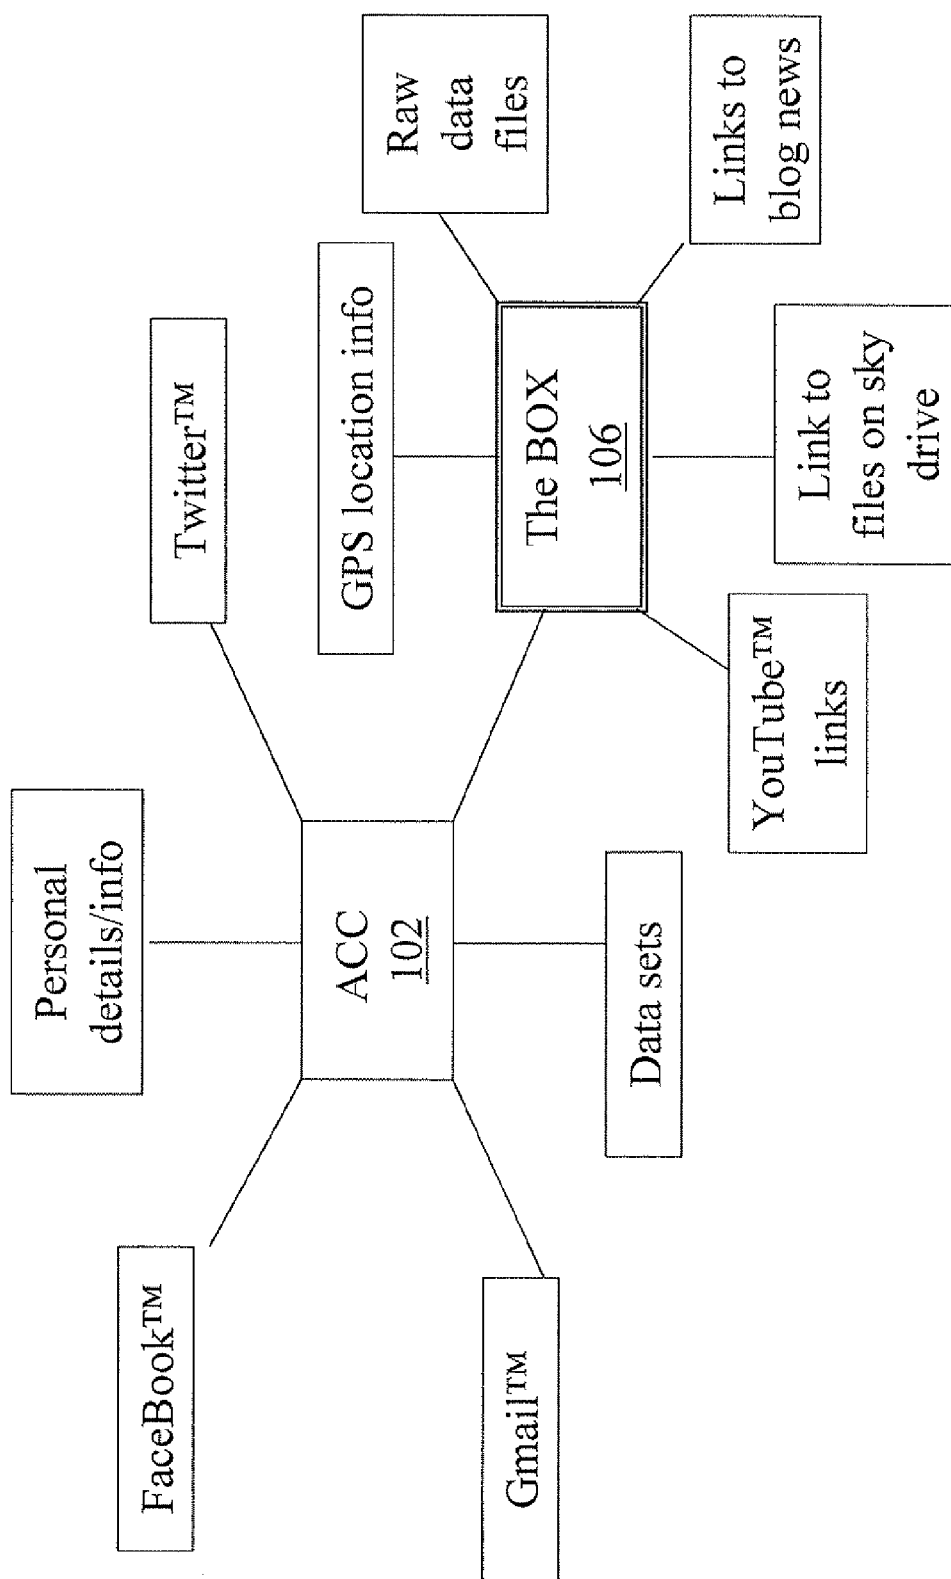 Personal
details/info
FaceBook™
Twitter™
ACC
102
GPS location info
Raw
data
files
Gmail™
Data sets
The BOX
106
YouTube™
links
Link to
files on sky
drive
Links to
blog news